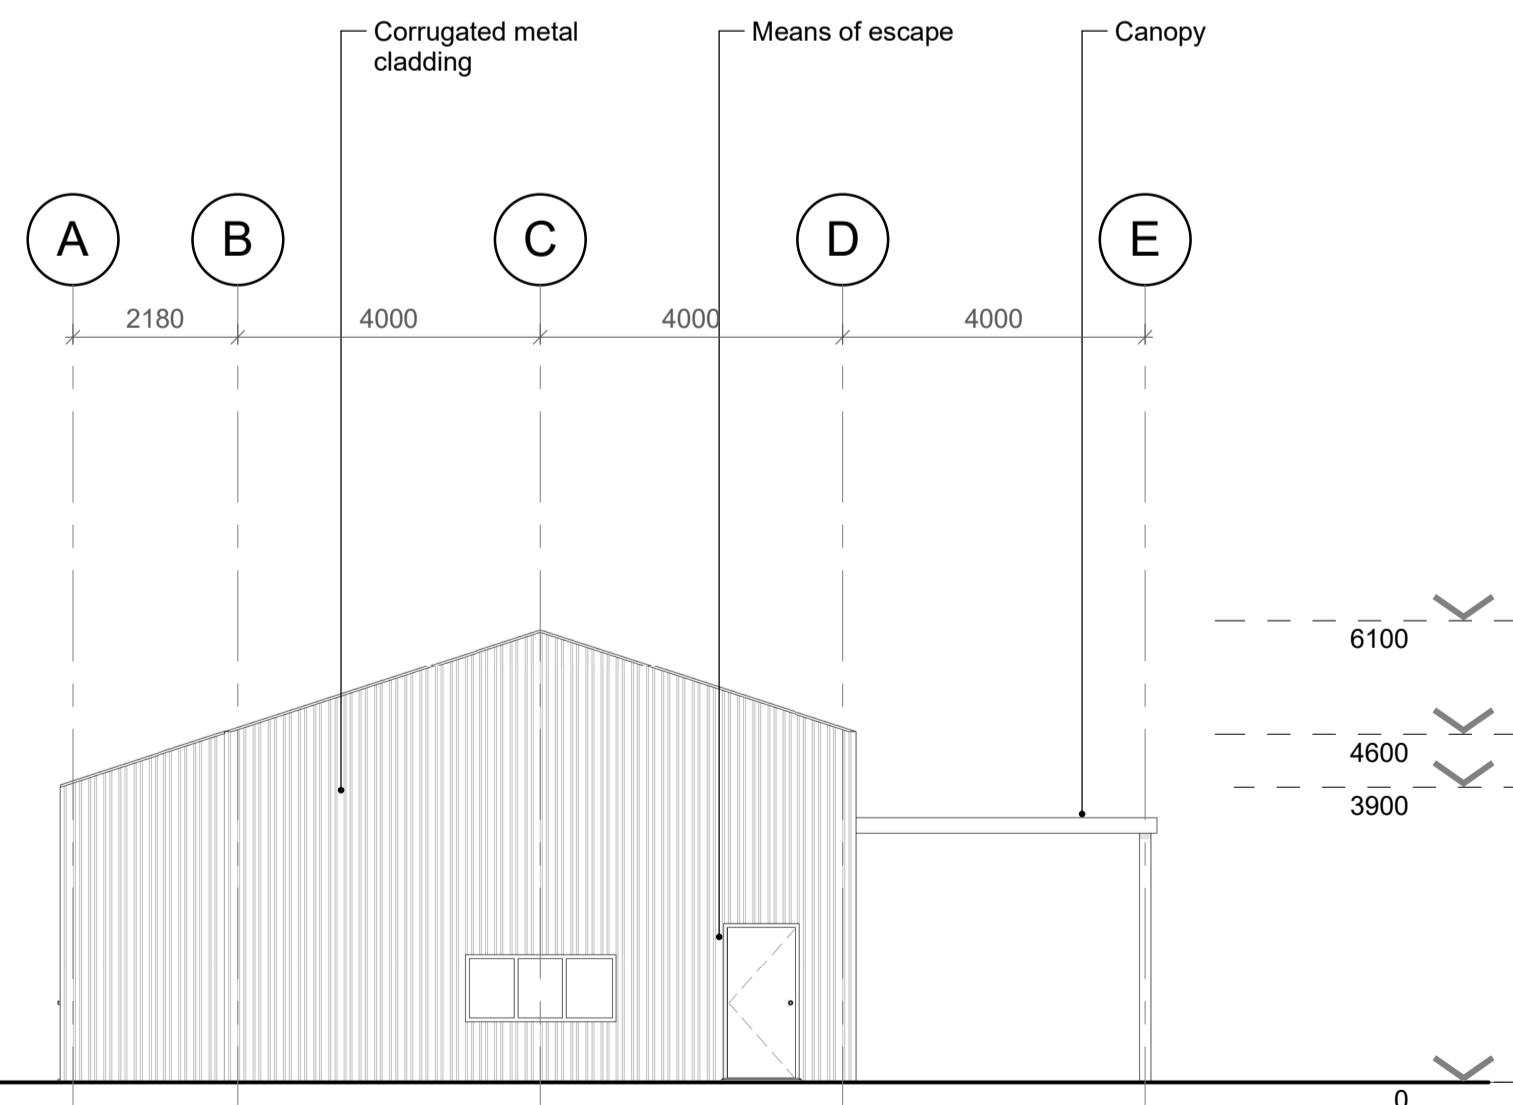 Corrugated metal
cladding
Means of escape
Canopy
A
B
C
D
E
2180
4000
4000
4000
6100
4600
3900
0